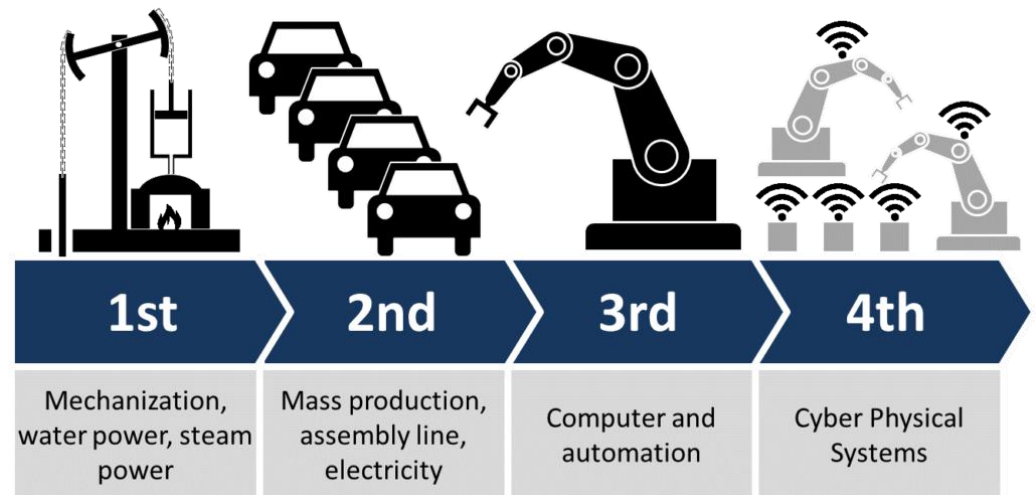 1st
2nd
3rd
4th
Mechanization,
water power, steam
power
Mass production,
assembly line,
electricity
Computer and
automation
Cyber Physical
Systems